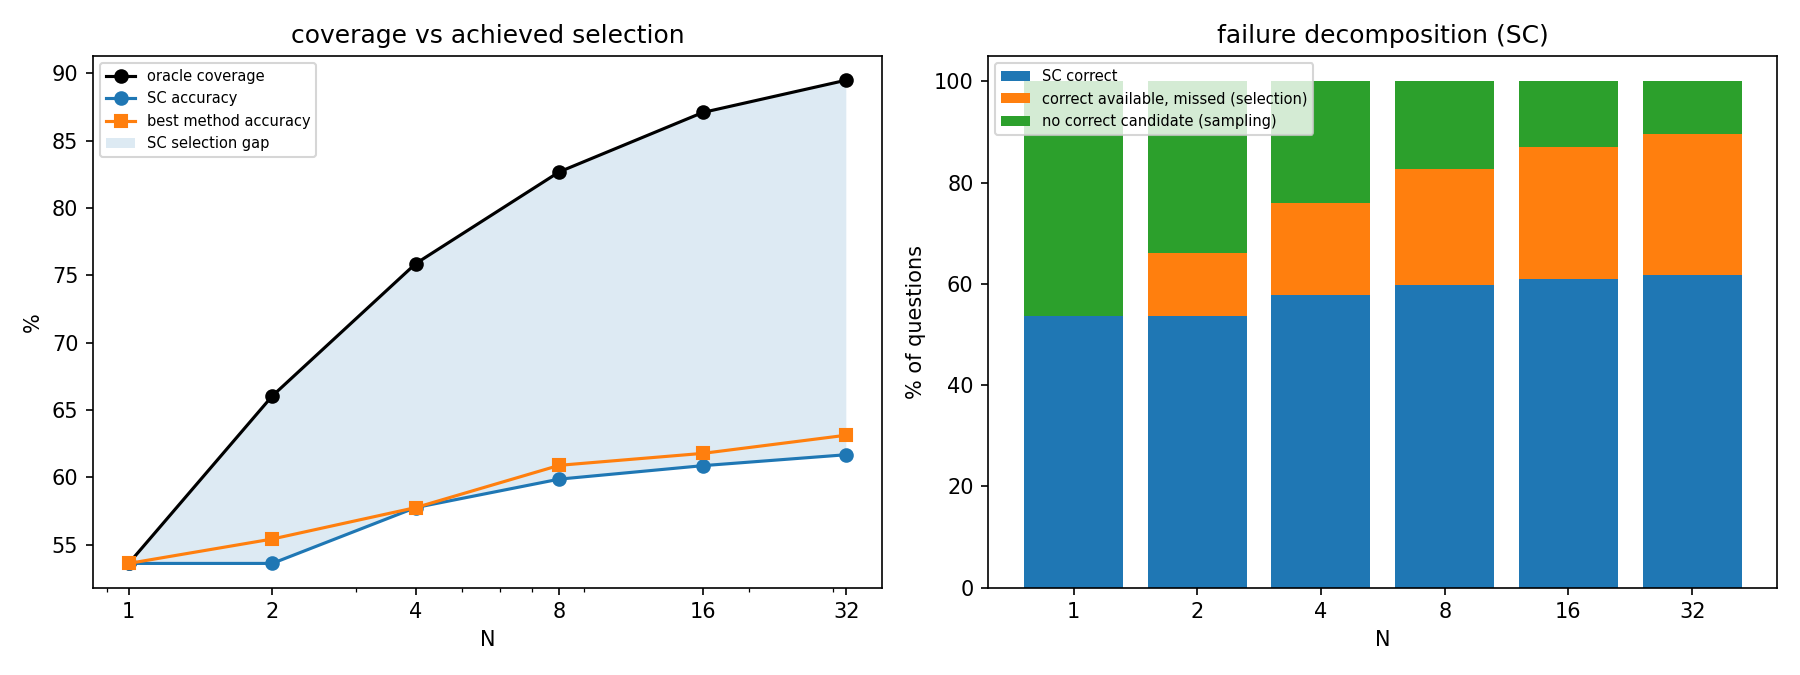 coverage vs achieved selection
oracle coverage
SC accuracy
best method accuracy
SC selection gap
90
85
80
75
70
65
60
55
%
1 2 4 8 16 32
N
failure decomposition (SC)
SC correct
correct available, missed (selection)
no correct candidate (sampling)
100
80
60
40
20
0
% of questions
1 2 4 8 16 32
N